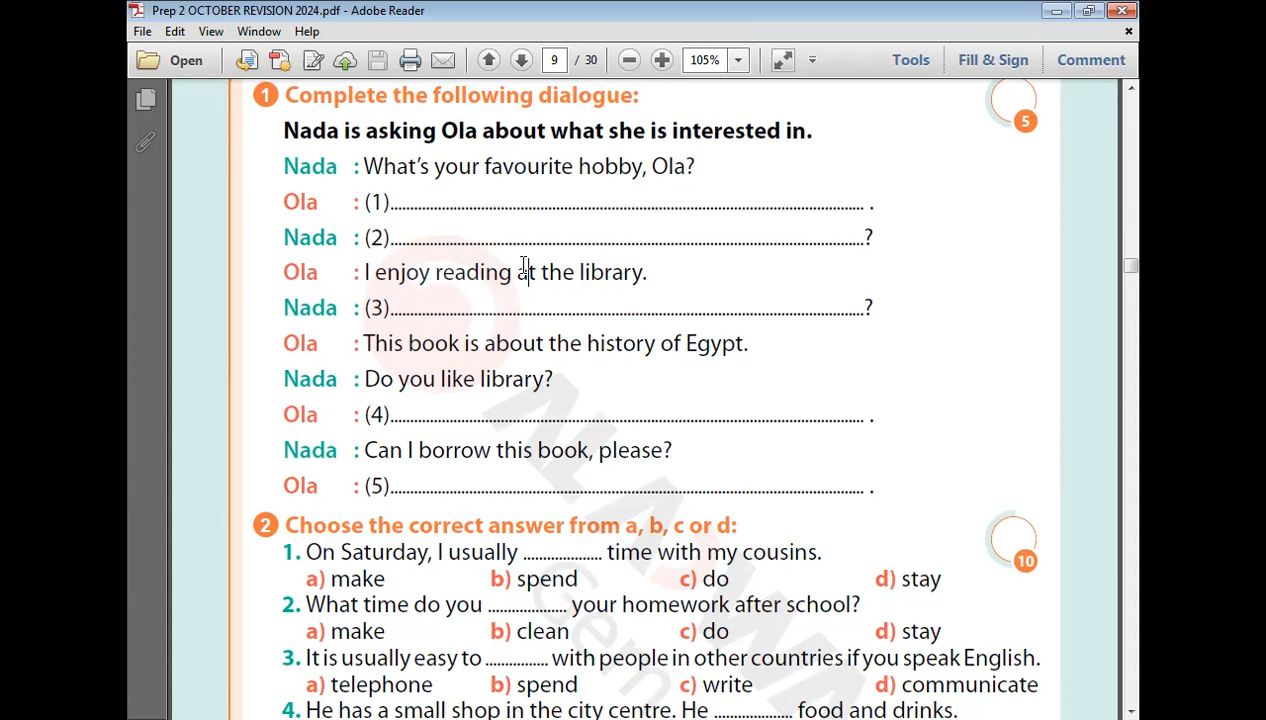 Prep 2 OCTOBER REVISION 2024.pdf - Adobe Reader
File Edit View Window Help
Open 9 / 30 105% Tools Fill & Sign Comment
1 Complete the following dialogue:
5
Nada is asking Ola about what she is interested in.
Nada : What's your favourite hobby, Ola?
Ola : (1)........................................ .
Nada : (2)........................................?
Ola : I enjoy reading at the library.
Nada : (3)........................................?
Ola : This book is about the history of Egypt.
Nada : Do you like library?
Ola : (4)........................................ .
Nada : Can I borrow this book, please?
Ola : (5)........................................ .
2 Choose the correct answer from a, b, c or d:
10
1. On Saturday, I usually .................... time with my cousins.
a) make b) spend c) do d) stay
2. What time do you .................... your homework after school?
a) make b) clean c) do d) stay
3. It is usually easy to ................ with people in other countries if you speak English.
a) telephone b) spend c) write d) communicate
4. He has a small shop in the city centre. He .................... food and drinks.